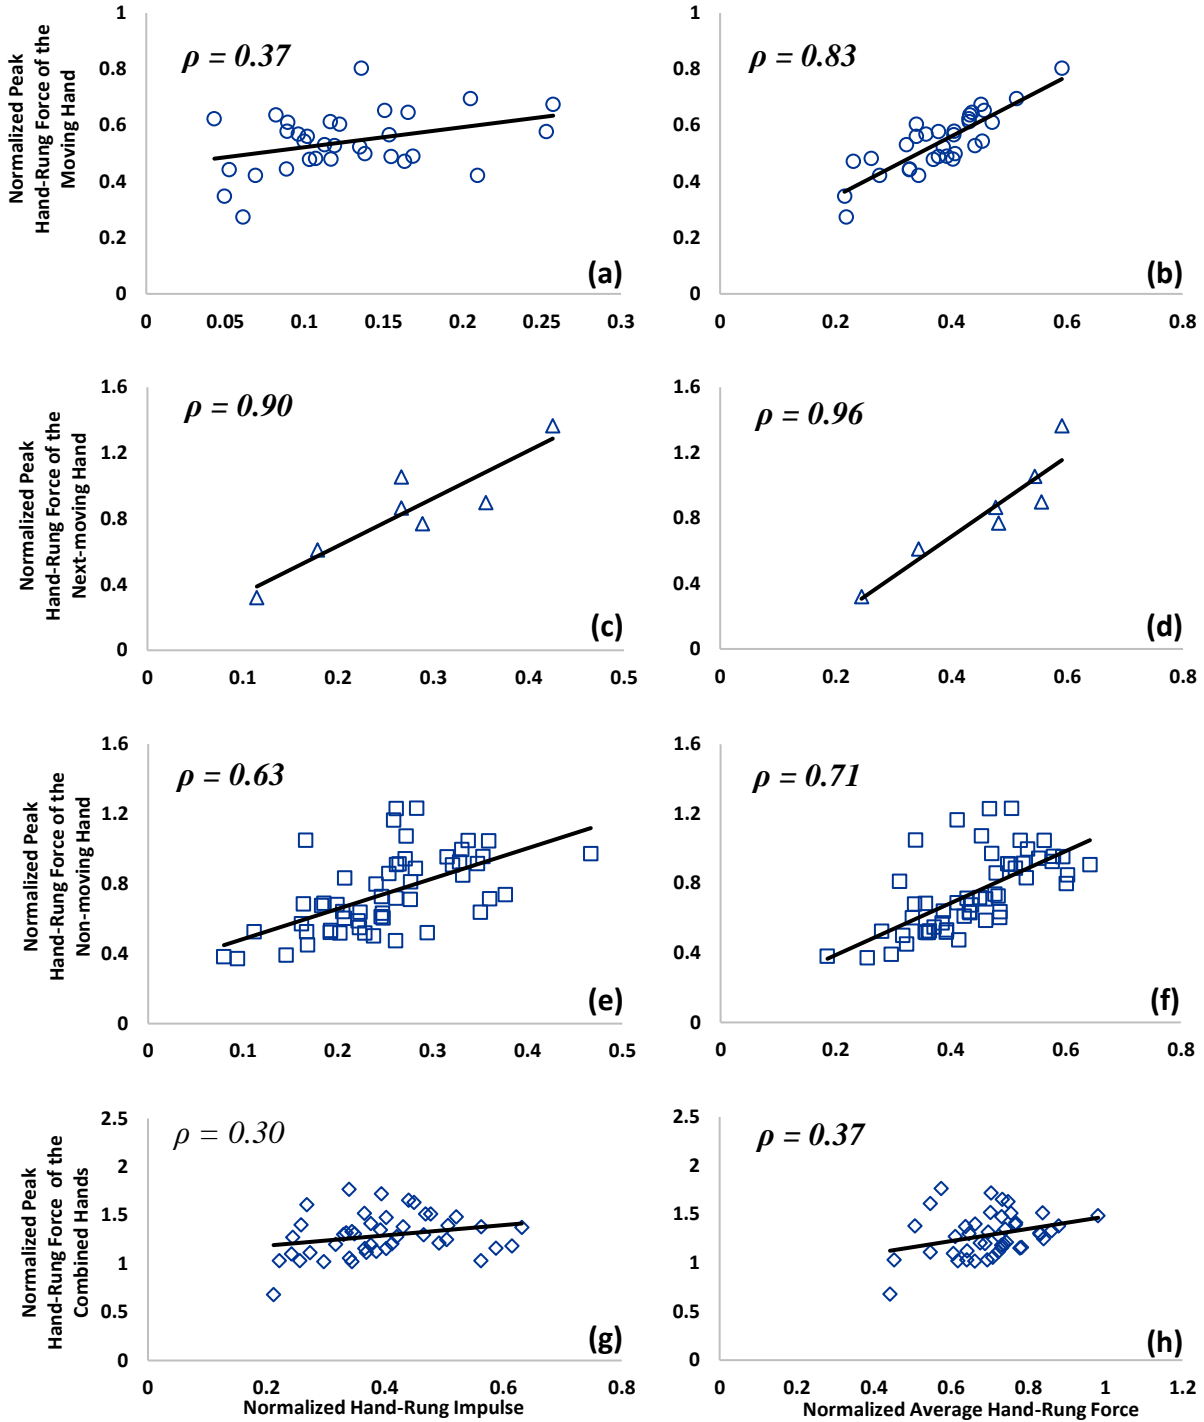 Normalized Peak
Hand-Rung Force of the
Moving Hand
1
0.8
0.6
0.4
0.2
0
ρ = 0.37
(a)
0 0.05 0.1 0.15 0.2 0.25 0.3
1
0.8
0.6
0.4
0.2
0
ρ = 0.83
(b)
0 0.2 0.4 0.6 0.8
Normalized Peak
Hand-Rung Force of the
Next-moving Hand
1.6
1.2
0.8
0.4
0
ρ = 0.90
(c)
0 0.1 0.2 0.3 0.4 0.5
1.6
1.2
0.8
0.4
0
ρ = 0.96
(d)
0 0.2 0.4 0.6 0.8
Normalized Peak
Hand-Rung Force of the
Non-moving Hand
1.6
1.2
0.8
0.4
0
ρ = 0.63
(e)
0 0.1 0.2 0.3 0.4 0.5
1.6
1.2
0.8
0.4
0
ρ = 0.71
(f)
0 0.2 0.4 0.6 0.8
Normalized Peak
Hand-Rung Force of the
Combined Hands
2.5
2
1.5
1
0.5
0
ρ = 0.30
(g)
0 0.2 0.4 0.6 0.8
Normalized Hand-Rung Impulse
2.5
2
1.5
1
0.5
0
ρ = 0.37
(h)
0 0.2 0.4 0.6 0.8 1 1.2
Normalized Average Hand-Rung Force